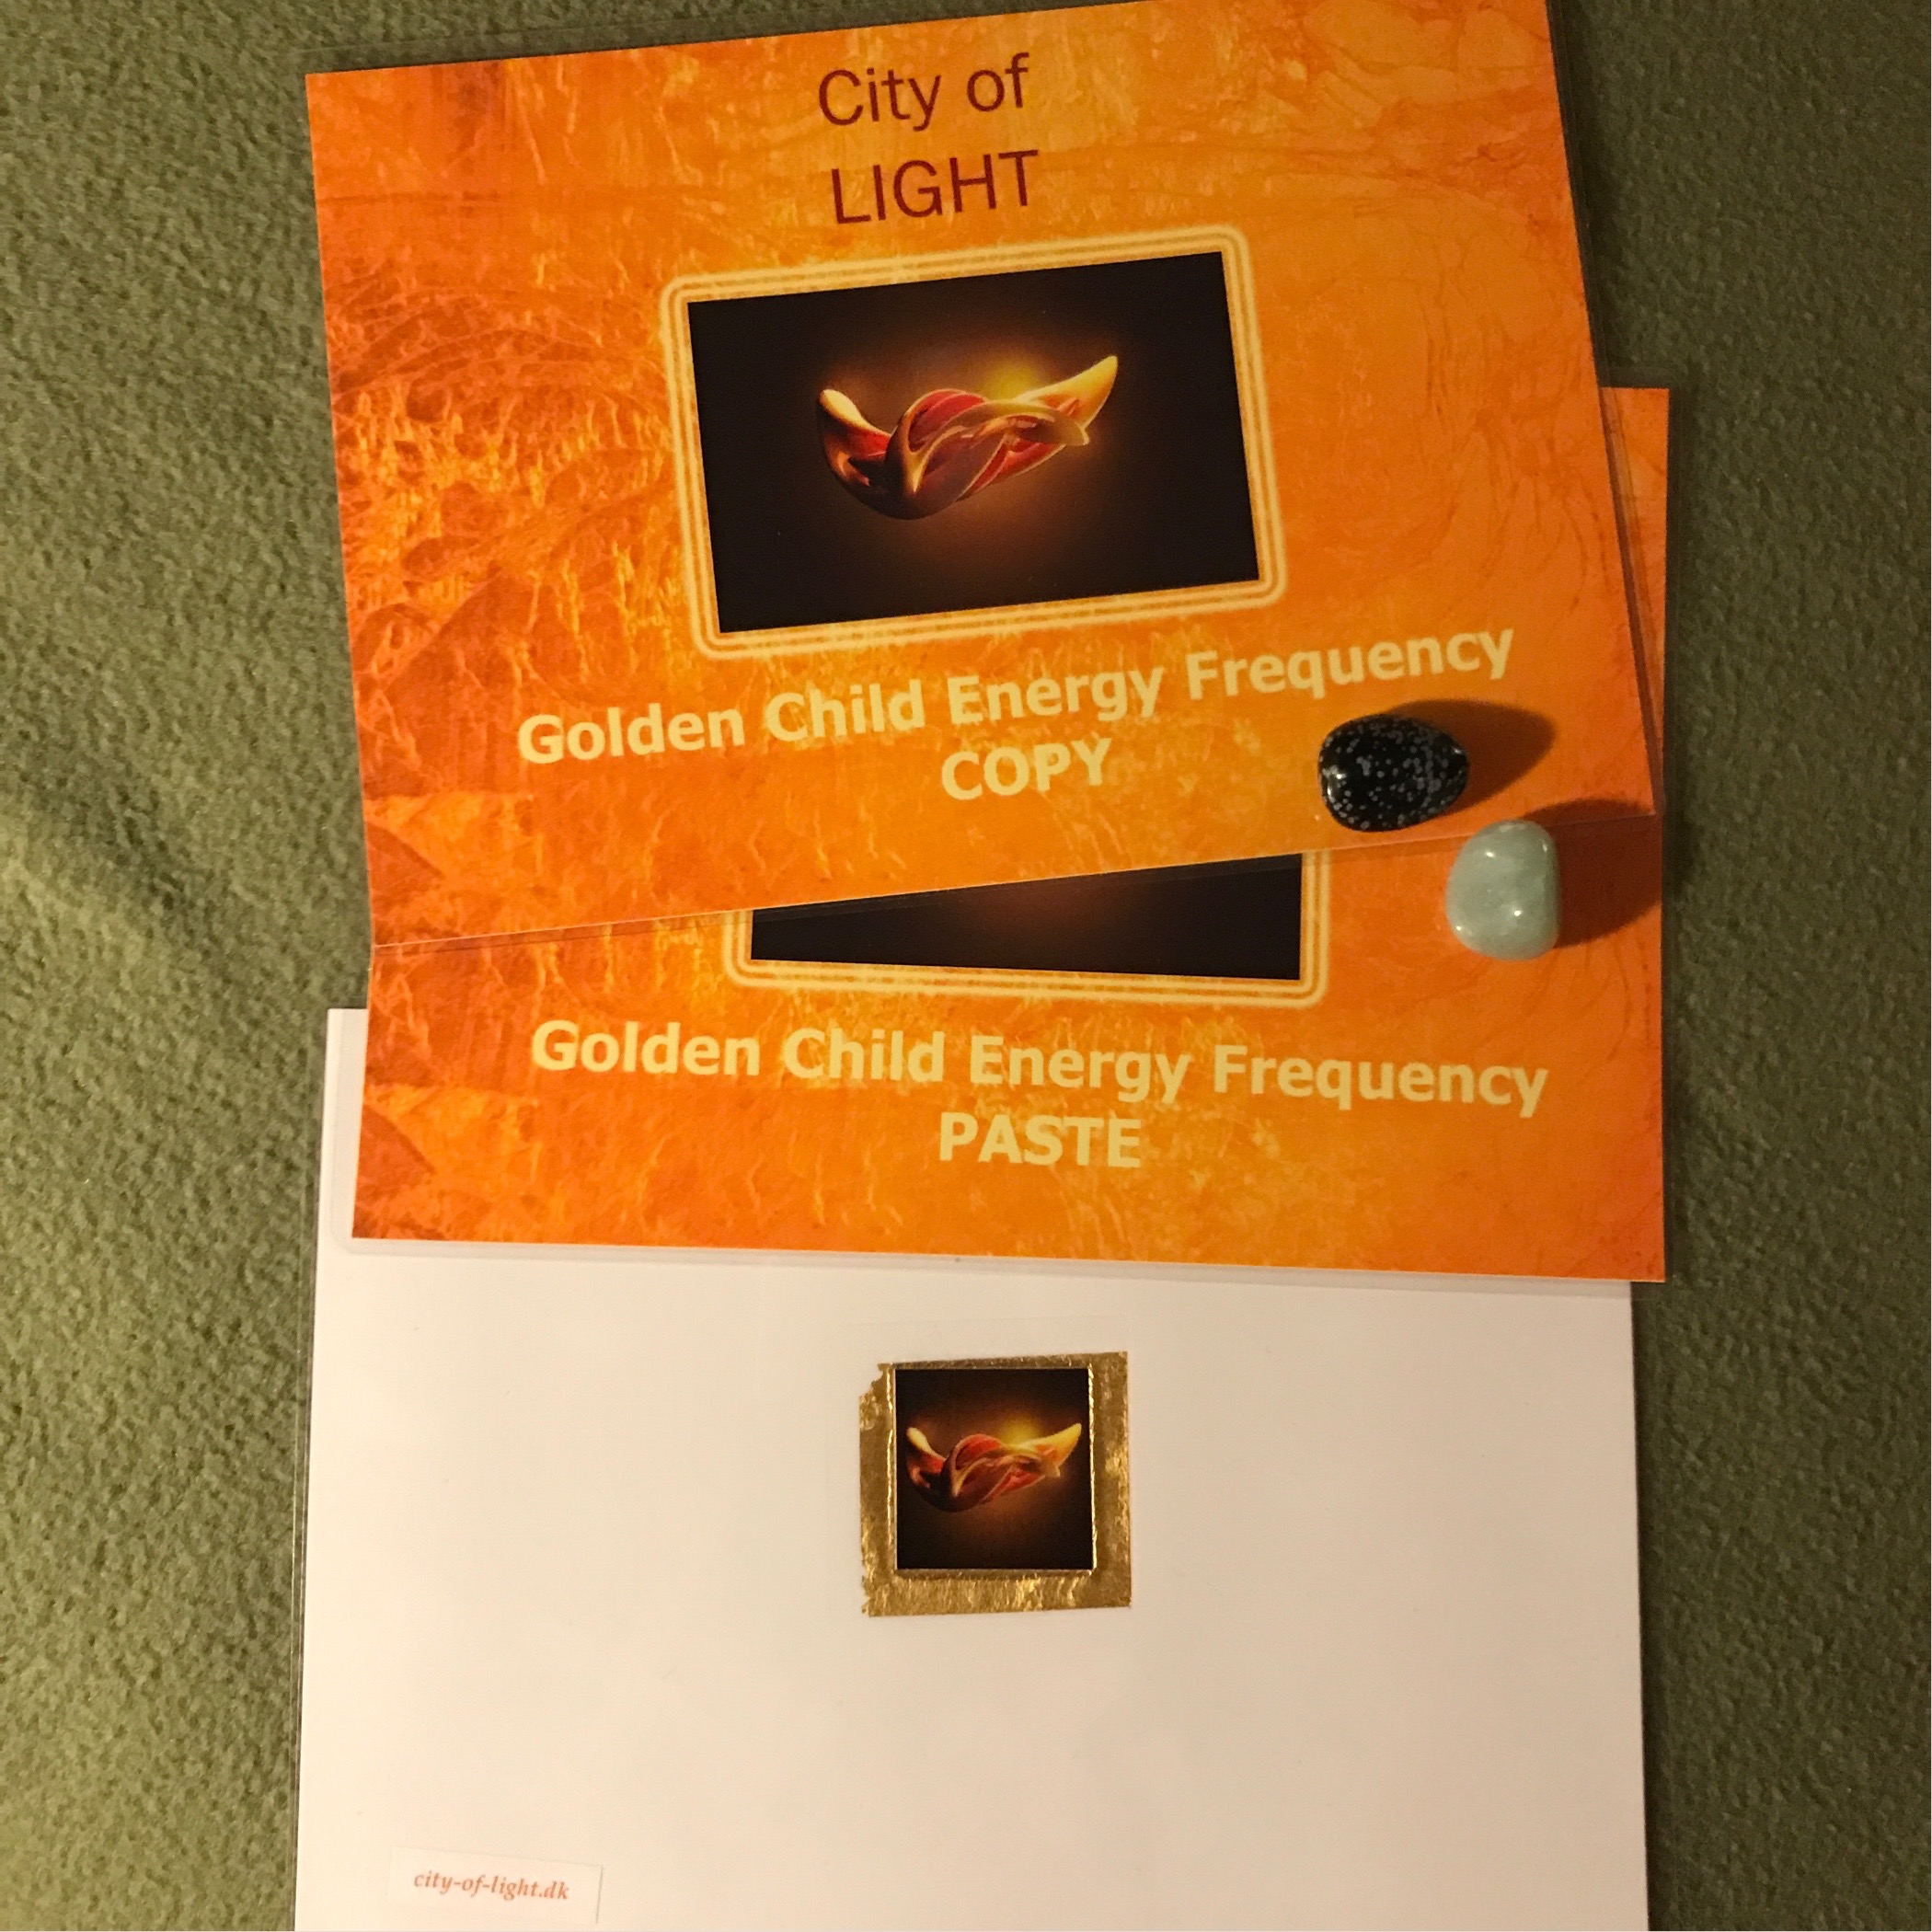 City of
LIGHT
Golden Child Energy Frequency
COPY
Golden Child Energy Frequency
PASTE
city-of-light.dk